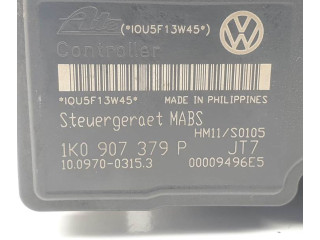 Ate (*IOU5F13W45*)
Controller
*IOU5F13W45* MADE IN PHILIPPINES
Steuergeraet MABS
HM11/S0105
1K0 907 379 P JT7
10.0970-0315.3 00009496E5